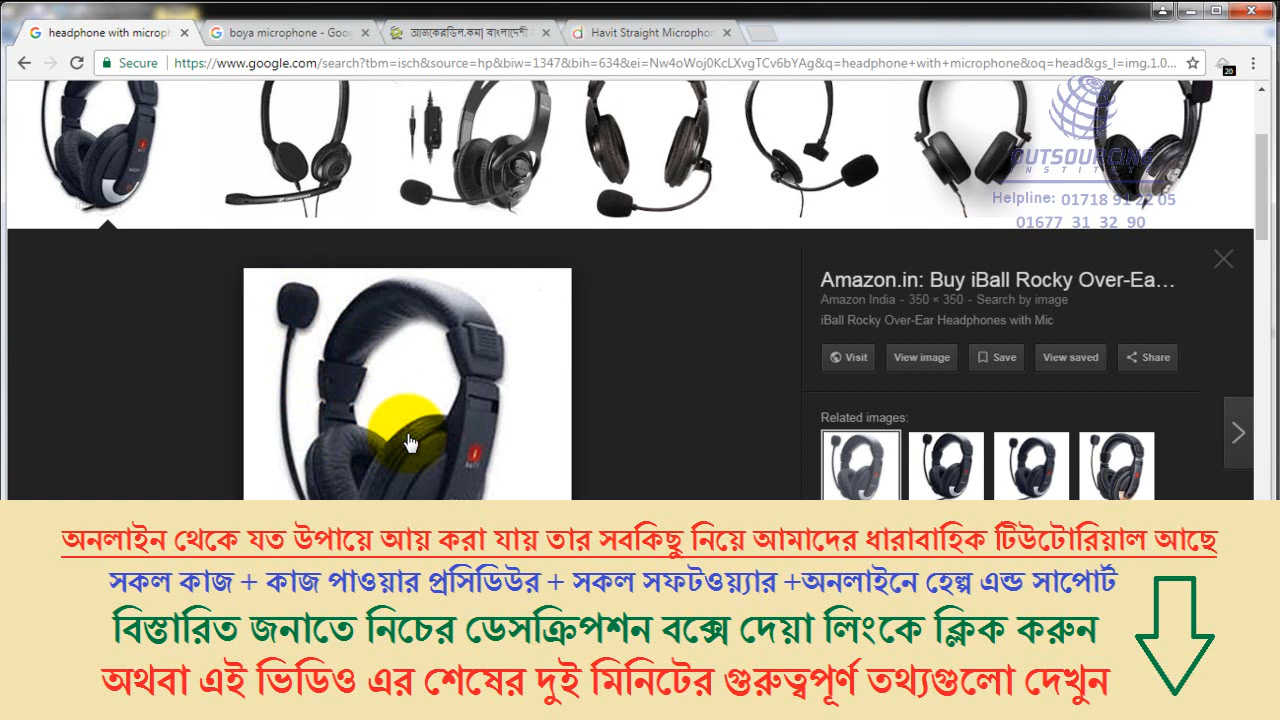 headphone with microph
boya microphone - Goo
আজকেরডিল.কম| বাংলাদেশী
Havit Straight Microphon
Secure
https://www.google.com/search?tbm=isch&source=hp&biw=1347&bih=634&ei=Nw4oWoj0KcLXvgTCv6bYAg&q=headphone+with+microphone&oq=head&gs_l=img.1.0...
20
OUTSOURCING
INSTITUTE
Helpline: 01718 91 22 05
01677 31 32 90
Amazon.in: Buy iBall Rocky Over-Ea...
Amazon India - 350 × 350 - Search by image
iBall Rocky Over-Ear Headphones with Mic
Visit
View image
Save
View saved
Share
Related images:
অনলাইন থেকে যত উপায়ে আয় করা যায় তার সবকিছু নিয়ে আমাদের ধারাবাহিক টিউটোরিয়াল আছে
সকল কাজ + কাজ পাওয়ার প্রসিডিউর + সকল সফটওয়্যার +অনলাইনে হেল্প এন্ড সাপোর্ট
বিস্তারিত জনাতে নিচের ডেসক্রিপশন বক্সে দেয়া লিংকে ক্লিক করুন
অথবা এই ভিডিও এর শেষের দুই মিনিটের গুরুত্বপূর্ণ তথ্যগুলো দেখুন